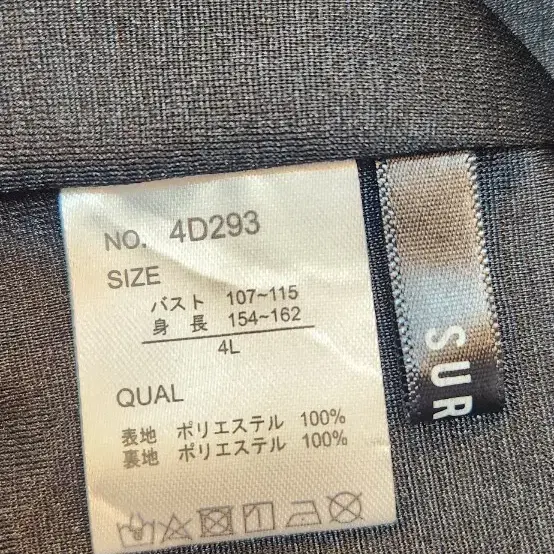 NO. 4D293
SIZE
バスト 107~115
身長 154~162
4L
QUAL
表地 ポリエステル 100%
裏地 ポリエステル 100%
SUR